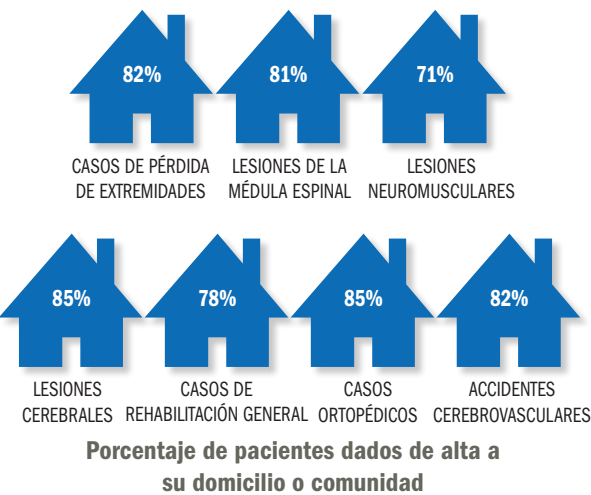 82%
81%
71%
CASOS DE PÉRDIDA
DE EXTREMIDADES
LESIONES DE LA
MÉDULA ESPINAL
LESIONES
NEUROMUSCULARES
85%
78%
85%
82%
LESIONES
CEREBRALES
CASOS DE
REHABILITACIÓN GENERAL
CASOS
ORTOPÉDICOS
ACCIDENTES
CEREBROVASCULARES
Porcentaje de pacientes dados de alta a
su domicilio o comunidad